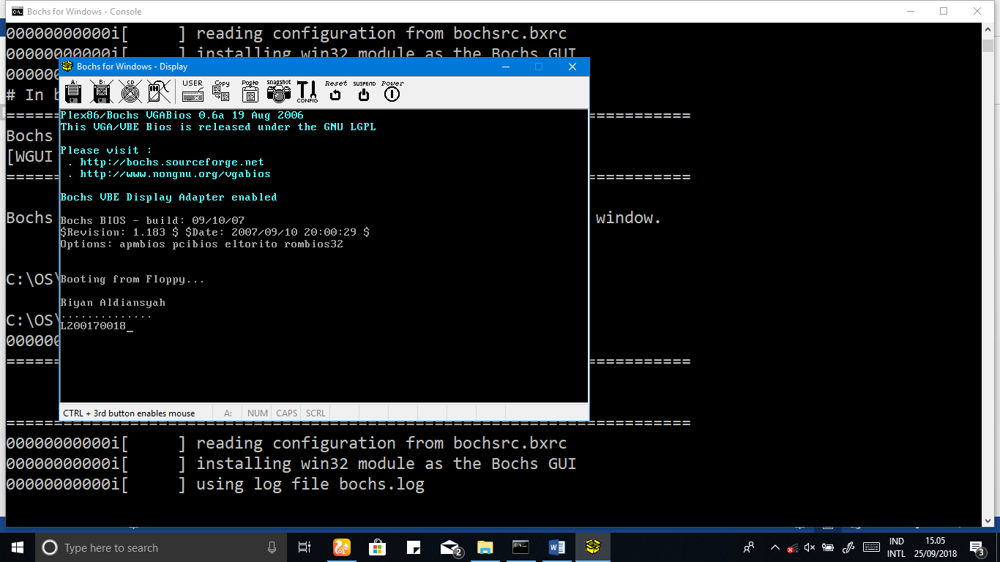 Bochs for Windows - Console
00000000000i[ ] reading configuration from bochsrc.bxrc
00000000000i[ ] installing win32 module as the Bochs GUI
Bochs for Windows - Display
A: B: CD USER Copy Paste snapshot CONFIG Reset SUSPEND Power
# In
Plex86/Bochs VGABios 0.6a 19 Aug 2006
This VGA/VBE Bios is released under the GNU LGPL
Bochs
Please visit :
[WGUI
. http://bochs.sourceforge.net
. http://www.nongnu.org/vgabios
Bochs VBE Display Adapter enabled
Bochs window.
Bochs BIOS - build: 09/10/07
$Revision: 1.183 $ $Date: 2007/09/10 20:00:29 $
Options: apmbios pcibios eltorito rombios32
C:\OS\
Booting from Floppy...
Riyan Aldiansyah
..............
C:\OS\
L200170018_
000000
CTRL + 3rd button enables mouse A: NUM CAPS SCRL
=======================================================================
00000000000i[ ] reading configuration from bochsrc.bxrc
00000000000i[ ] installing win32 module as the Bochs GUI
00000000000i[ ] using log file bochs.log
Type here to search
2
IND
INTL
15.05
25/09/2018
3